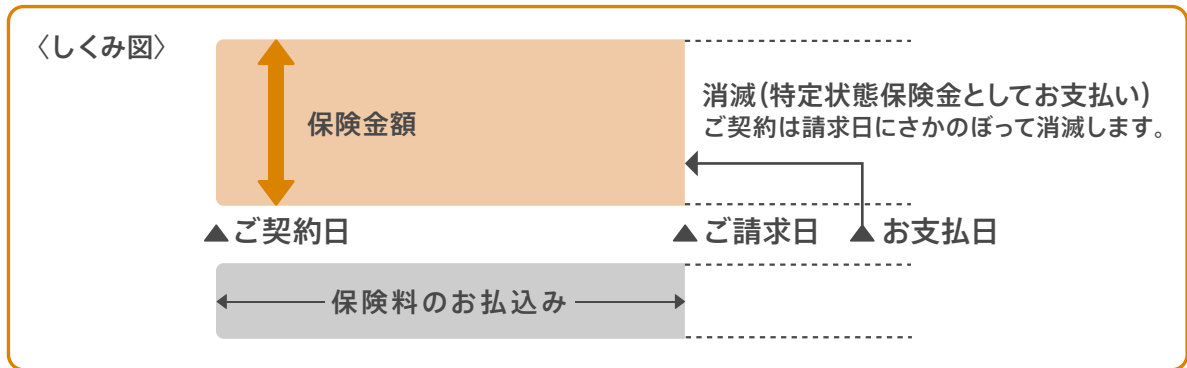 〈しくみ図〉
保険金額
消滅(特定状態保険金としてお支払い)
ご契約は請求日にさかのぼって消滅します。
▲ご契約日
▲ご請求日
▲お支払日
保険料のお払込み